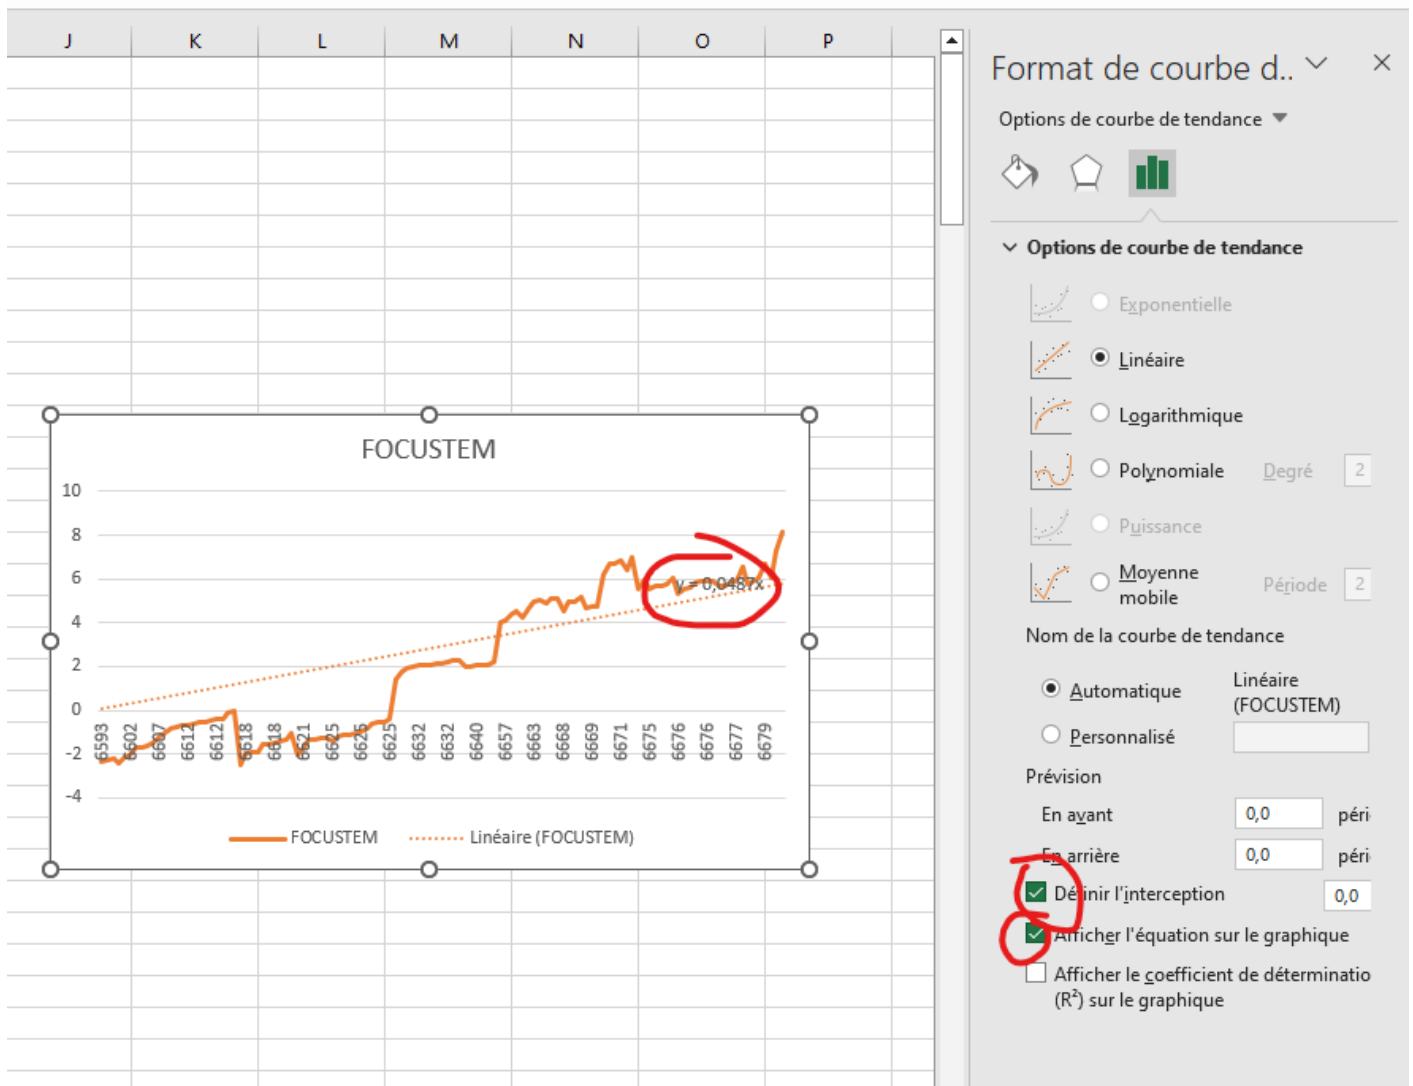 J K L M N O P
Format de courbe d..
Options de courbe de tendance
Options de courbe de tendance
Exponentielle
Linéaire
Logarithmique
Polynomiale Degré 2
Puissance
Moyenne
mobile
Période 2
Nom de la courbe de tendance
Automatique
Linéaire
(FOCUSTEM)
Personnalisé
Prévision
En avant 0,0 péri
En arrière 0,0 péri
Définir l'interception 0,0
Afficher l'équation sur le graphique
Afficher le coefficient de déterminatio
(R²) sur le graphique
FOCUSTEM
10
8
6
4
2
0
-2
-4
y = 0,0487x
6593 6602 6607 6612 6612 6618 6618 6621 6625 6625 6625 6632 6632 6640 6657 6663 6668 6669 6671 6675 6676 6676 6677 6679
FOCUSTEM Linéaire (FOCUSTEM)